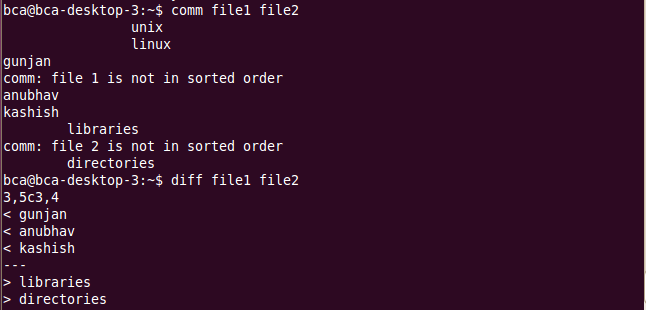 bca@bca-desktop-3:~$ comm file1 file2
                unix
                linux
gunjan
comm: file 1 is not in sorted order
anubhav
kashish
        libraries
comm: file 2 is not in sorted order
        directories
bca@bca-desktop-3:~$ diff file1 file2
3,5c3,4
< gunjan
< anubhav
< kashish
---
> libraries
> directories